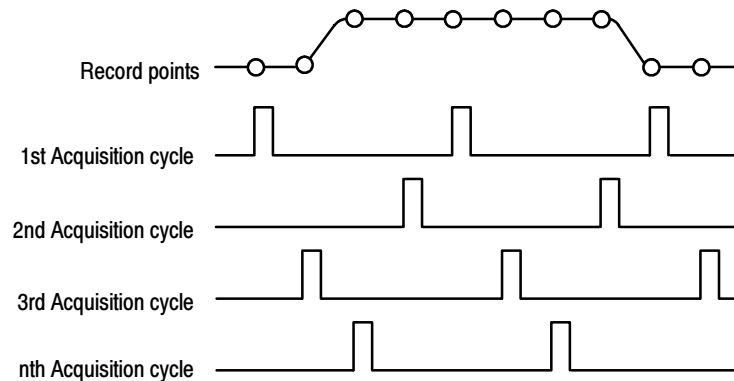 Record points
1st Acquisition cycle
2nd Acquisition cycle
3rd Acquisition cycle
nth Acquisition cycle